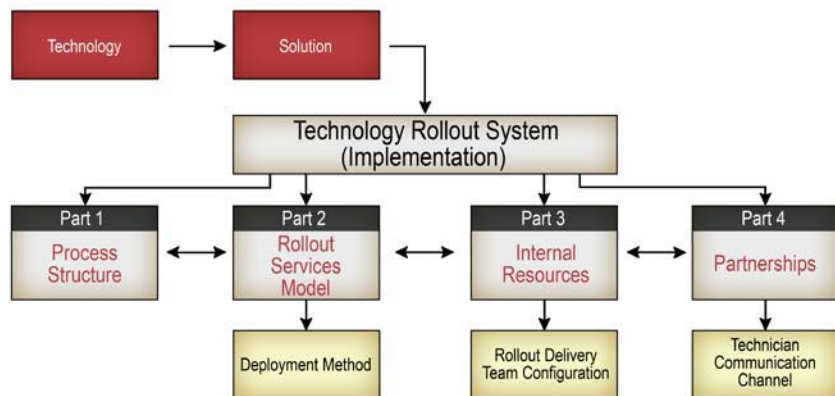 Technology
Solution
Technology Rollout System
(Implementation)
Part 1
Process
Structure
Part 2
Rollout
Services
Model
Part 3
Internal
Resources
Part 4
Partnerships
Deployment Method
Rollout Delivery
Team Configuration
Technician
Communication
Channel